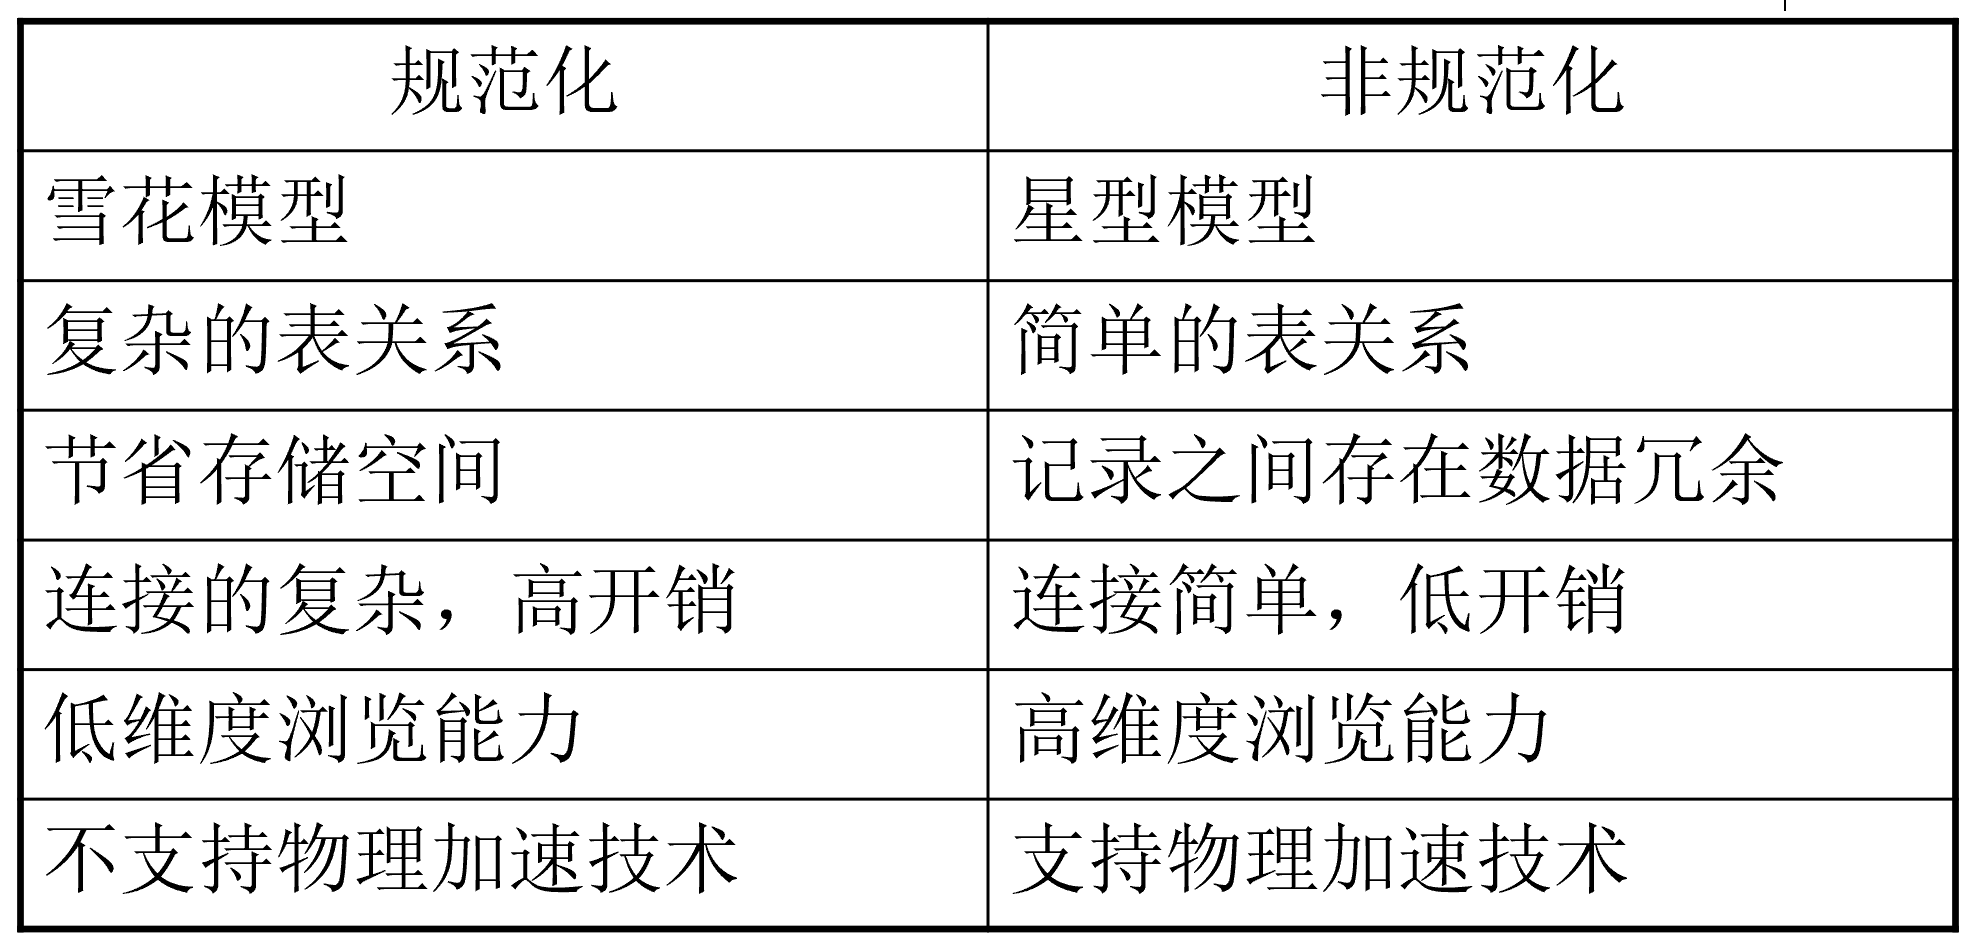 规范化
非规范化
雪花模型
星型模型
复杂的表关系
简单的表关系
节省存储空间
记录之间存在数据冗余
连接的复杂，高开销
连接简单，低开销
低维度浏览能力
高维度浏览能力
不支持物理加速技术
支持物理加速技术